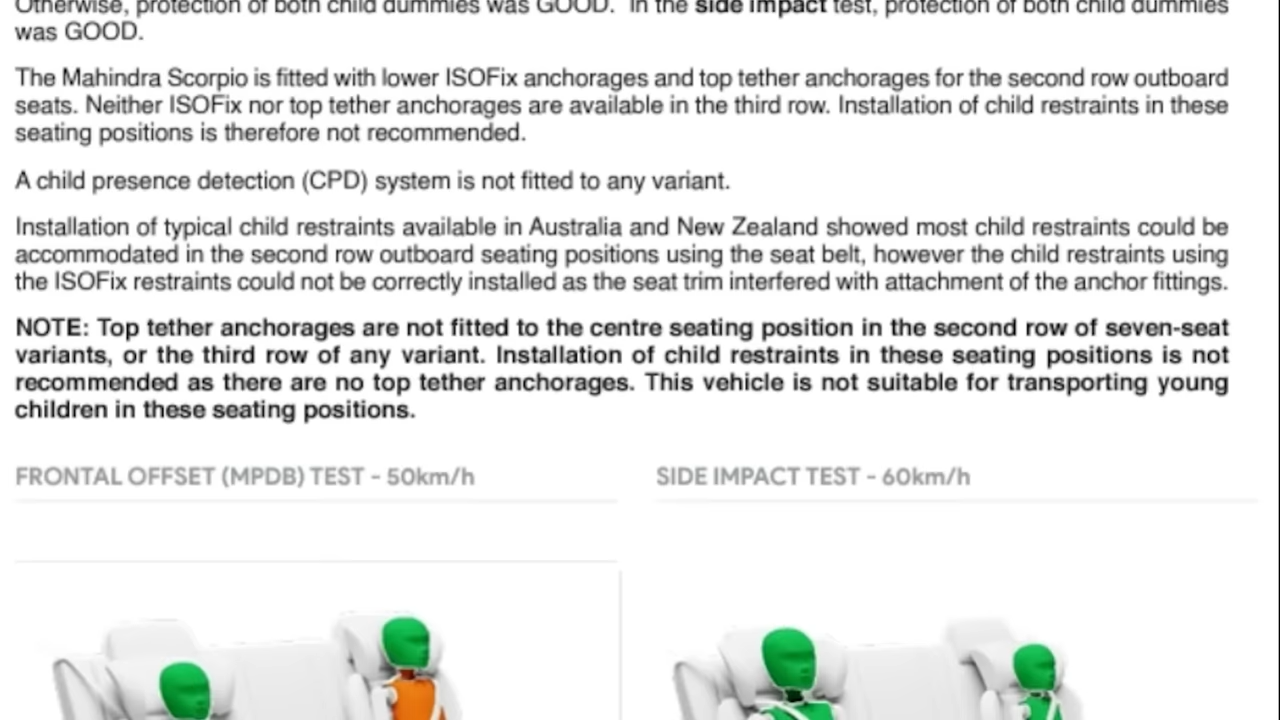 Otherwise, protection of both child dummies was GOOD. In the side impact test, protection of both child dummies
was GOOD.
The Mahindra Scorpio is fitted with lower ISOFix anchorages and top tether anchorages for the second row outboard
seats. Neither ISOFix nor top tether anchorages are available in the third row. Installation of child restraints in these
seating positions is therefore not recommended.
A child presence detection (CPD) system is not fitted to any variant.
Installation of typical child restraints available in Australia and New Zealand showed most child restraints could be
accommodated in the second row outboard seating positions using the seat belt, however the child restraints using
the ISOFix restraints could not be correctly installed as the seat trim interfered with attachment of the anchor fittings.
NOTE: Top tether anchorages are not fitted to the centre seating position in the second row of seven-seat
variants, or the third row of any variant. Installation of child restraints in these seating positions is not
recommended as there are no top tether anchorages. This vehicle is not suitable for transporting young
children in these seating positions.
FRONTAL OFFSET (MPDB) TEST - 50km/h
SIDE IMPACT TEST - 60km/h